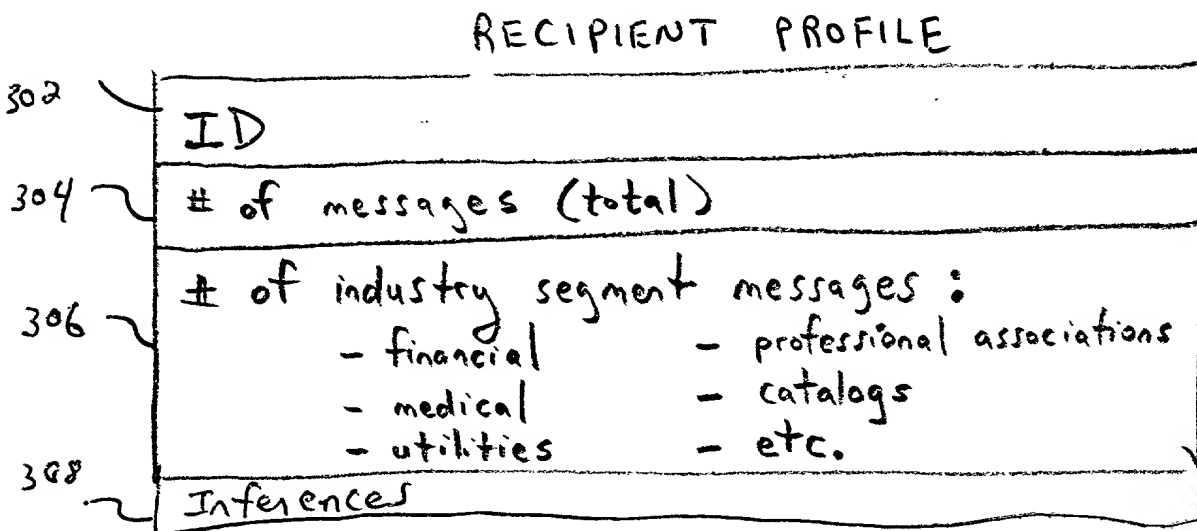 RECIPIENT PROFILE
302
ID
304
# of messages (total)
# of industry segment messages :
306
- financial - professional associations
- medical - catalogs
- utilities - etc.
308
Inferences